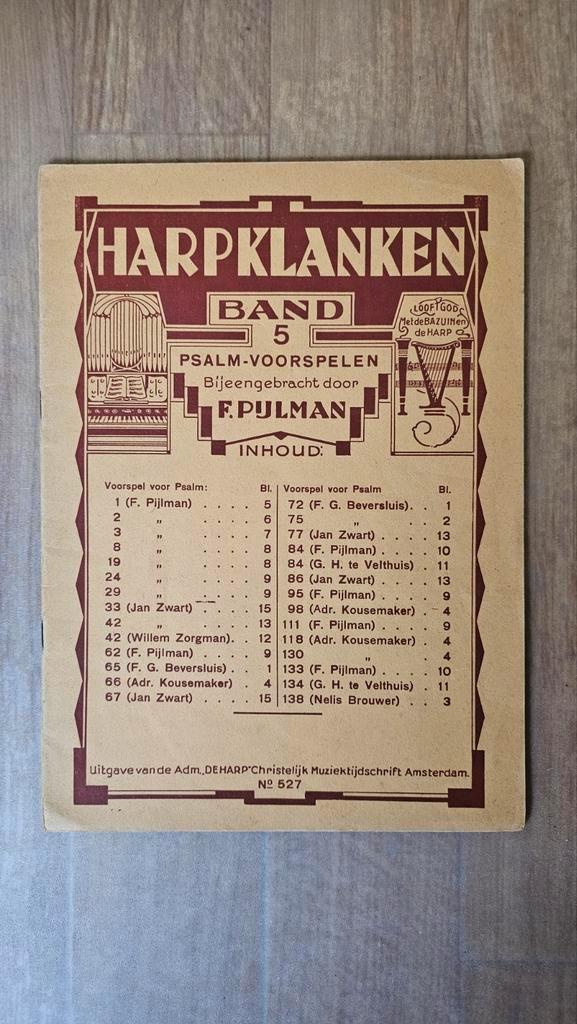 HARPKLANKEN
BAND
5
PSALM-VOORSPELEN
Bijeengebracht door
F. PIJLMAN
INHOUD:
LOOFT GODS
Met de BAZUIN en
de HARP
Voorspel voor Psalm: Bl.
1 (F. Pijlman) . . . . 5
2 „ . . . . 6
3 „ . . . . 7
8 „ . . . . 8
19 „ . . . . 8
24 „ . . . . 9
29 „ . . . . 9
33 (Jan Zwart) . . . . 15
42 „ . . . . 13
42 (Willem Zorgman) . . 12
62 (F. Pijlman) . . . . 9
65 (F. G. Beversluis) . . 1
66 (Adr. Kousemaker) . 4
67 (Jan Zwart) . . . . 15
Voorspel voor Psalm Bl.
72 (F. G. Beversluis) . . 1
75 „ . . 2
77 (Jan Zwart) . . . . 13
84 (F. Pijlman) . . . . 10
84 (G. H. te Velthuis) . 11
86 (Jan Zwart) . . . . 13
95 (F. Pijlman) . . . . 9
98 (Adr. Kousemaker) . 4
111 (F. Pijlman) . . . . 9
118 (Adr. Kousemaker) . 4
130 „ . 4
133 (F. Pijlman) . . . . 10
134 (G. H. te Velthuis) . 11
138 (Nelis Brouwer) . . 3
Uitgave van de Adm. „DE HARP" Christelijk Muziektijdschrift Amsterdam.
Nº 527